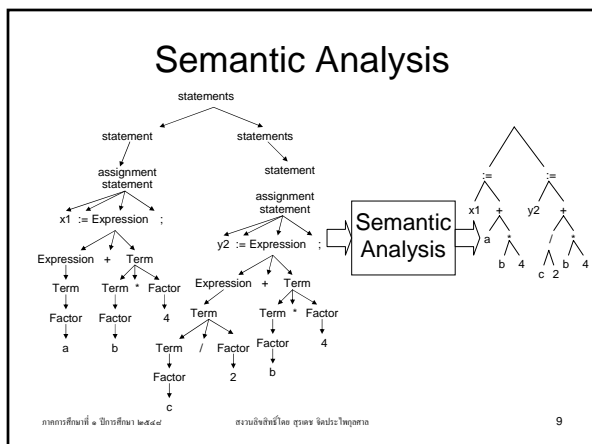 Semantic Analysis
statements
statement statements
statement
assignment
statement
x1 := Expression ;
Expression + Term
Term Term * Factor
Factor Factor 4
a b
assignment
statement
y2 := Expression ;
Expression + Term
Term Term * Factor
Term / Factor Factor 4
Factor 2 b
c
Semantic
Analysis
:= :=
x1 + y2 +
a * / *
b 4 c 2 b 4
ภาคการศึกษาที่ ๑ ปีการศึกษา ๒๕๔๘
สงวนลิขสิทธิ์โดย สุรเดช จิตประไพกุลศาล
9